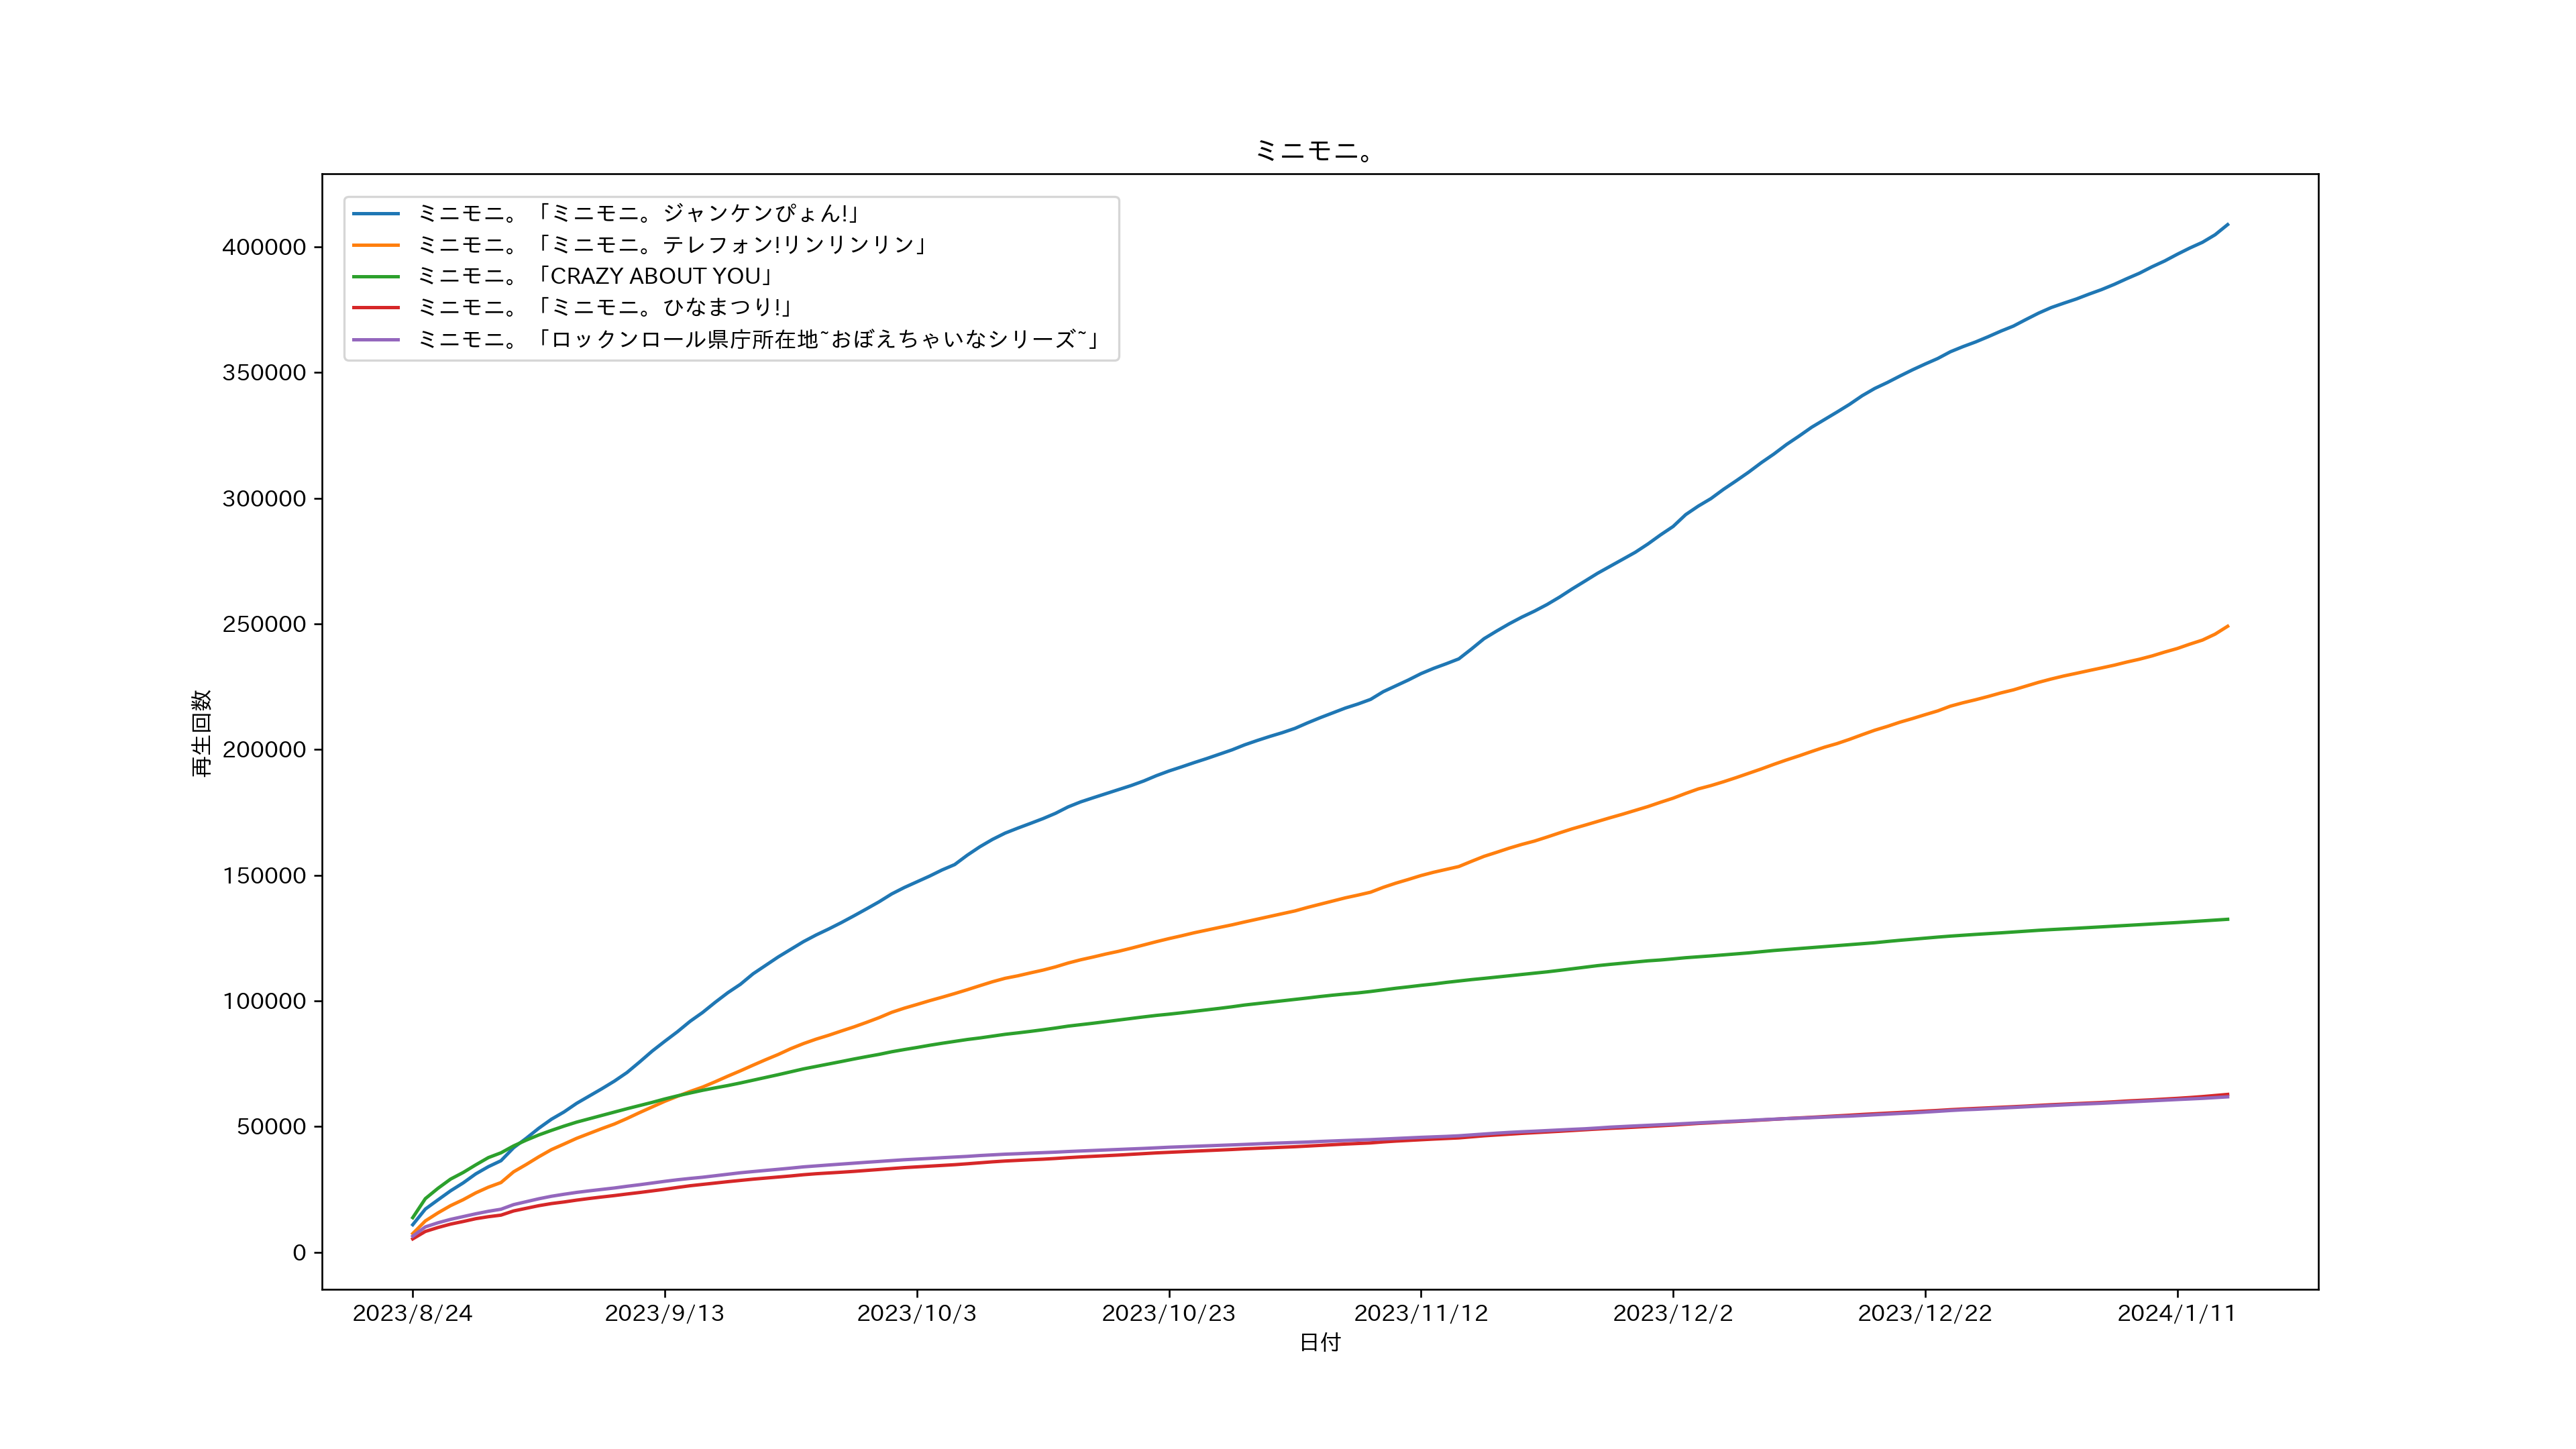 ミニモニ。
ミニモニ。「ミニモニ。ジャンケンぴょん!」
ミニモニ。「ミニモニ。テレフォン!リンリンリン」
ミニモニ。「CRAZY ABOUT YOU」
ミニモニ。「ミニモニ。ひなまつり!」
ミニモニ。「ロックンロール県庁所在地~おぼえちゃいなシリーズ~」
400000
350000
300000
250000
200000
150000
100000
50000
0
再生回数
2023/8/24
2023/9/13
2023/10/3
2023/10/23
2023/11/12
2023/12/2
2023/12/22
2024/1/11
日付